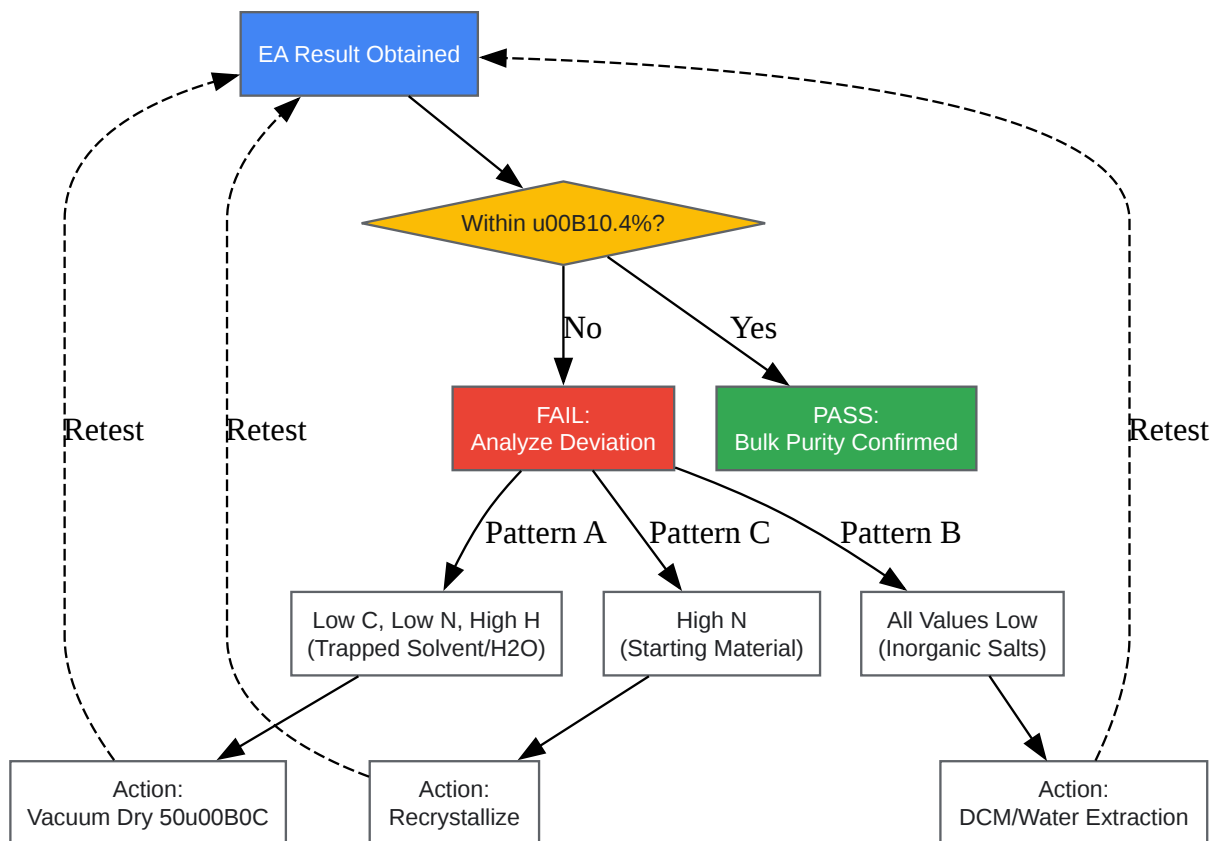 EA Result Obtained
Within u00B10.4%?
No
Yes
FAIL:
Analyze Deviation
PASS:
Bulk Purity Confirmed
Retest
Retest
Retest
Pattern A
Pattern C
Pattern B
Low C, Low N, High H
(Trapped Solvent/H2O)
High N
(Starting Material)
All Values Low
(Inorganic Salts)
Action:
Vacuum Dry 50u00B0C
Action:
Recrystallize
Action:
DCM/Water Extraction